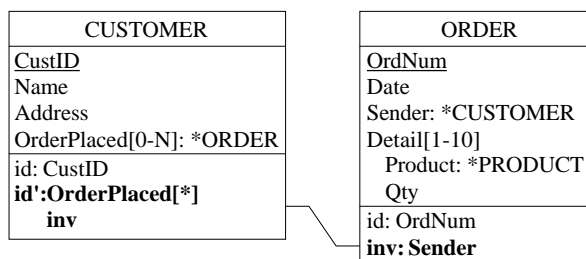 CUSTOMER
CustID
Name
Address
OrderPlaced[0-N]: *ORDER
id: CustID
id':OrderPlaced[*]
inv
ORDER
OrdNum
Date
Sender: *CUSTOMER
Detail[1-10]
Product: *PRODUCT
Qty
id: OrdNum
inv: Sender